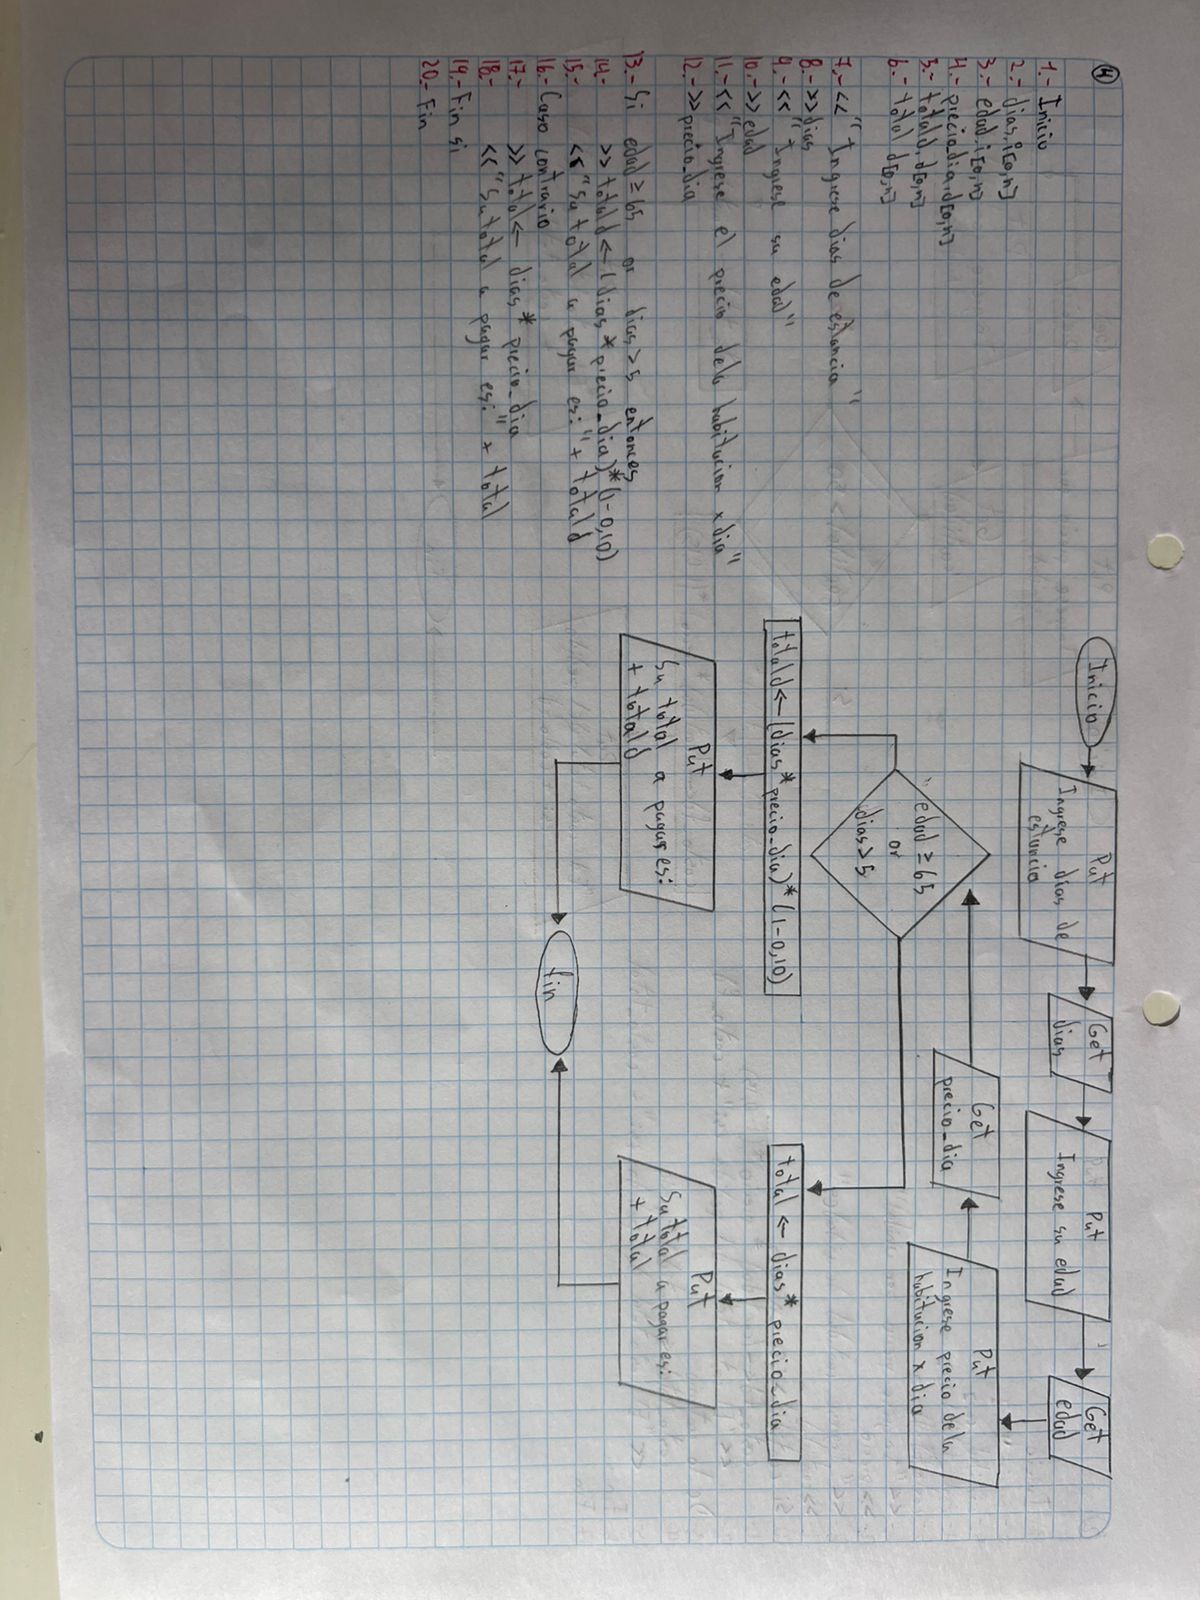 4
1.- Inicio
2.- dias, i[0,n]
3.- edad, i[0,n]
4.- precio_dia, d[0,n]
5.- totald, d[0,n]
6.- total d[0,n]
7.- << "Ingrese dias de estancia"
8.- >> dias
9.- << "Ingrese su edad"
10.- >> edad
11.- << "Ingrese el precio dela habitacion x dia"
12.- >> precio_dia
13.- Si edad ≥ 65 or dias > 5 entonces
14.- >> totald ← (dias * precio_dia) * (1-0,10)
15.- << "Su total a pagar es: " + totald
16.- Caso contrario
17.- >> total ← dias * precio_dia
18.- << "Su total a pagar es: " + total
19.- Fin si
20.- Fin
Inicio
Put
Ingrese dias de
estancia
Get
dias
Put
Ingrese su edad
Get
edad
Put
Ingrese precio dela
habitacion x dia
Get
precio_dia
edad ≥ 65
or
dias > 5
totald ← (dias * precio_dia) * (1-0,10)
Put
Su total a pagar es:
+ totald
total ← dias * precio_dia
Put
Su total a pagar es:
+ total
fin